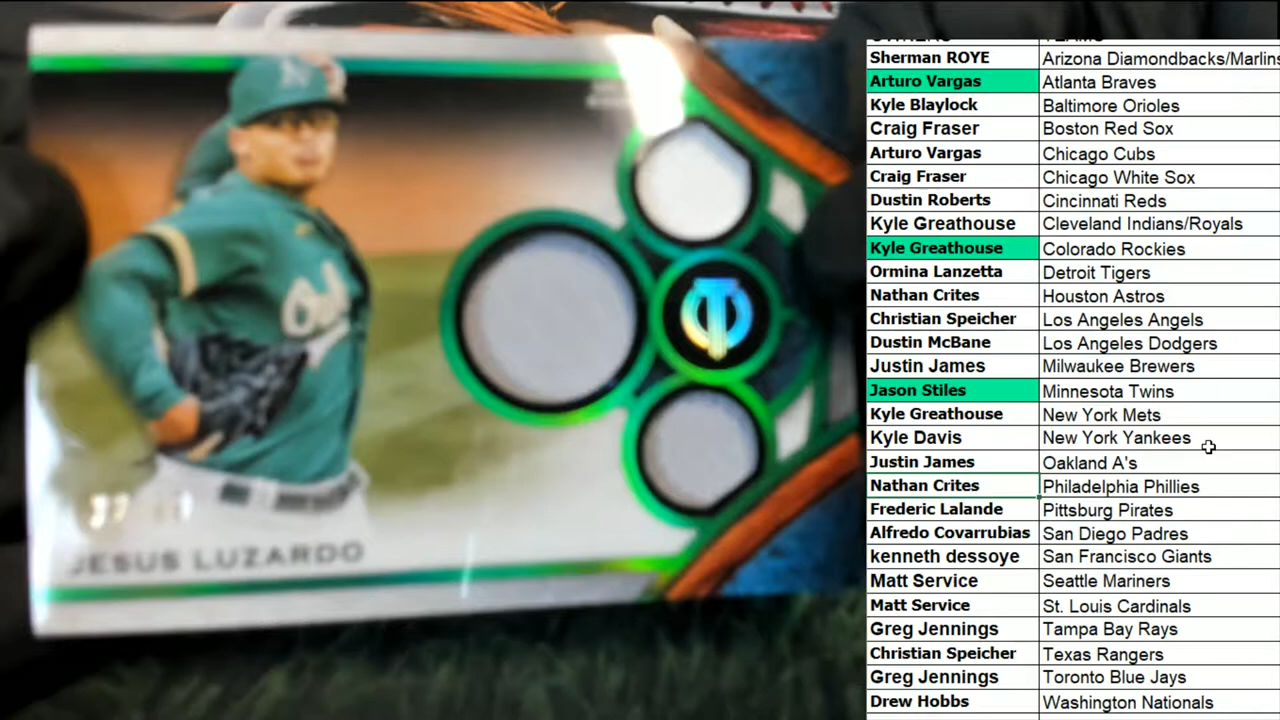 JESUS LUZARDO
OWNERS TEAMS
Sherman ROYE Arizona Diamondbacks/Marlins
Arturo Vargas Atlanta Braves
Kyle Blaylock Baltimore Orioles
Craig Fraser Boston Red Sox
Arturo Vargas Chicago Cubs
Craig Fraser Chicago White Sox
Dustin Roberts Cincinnati Reds
Kyle Greathouse Cleveland Indians/Royals
Kyle Greathouse Colorado Rockies
Ormina Lanzetta Detroit Tigers
Nathan Crites Houston Astros
Christian Speicher Los Angeles Angels
Dustin McBane Los Angeles Dodgers
Justin James Milwaukee Brewers
Jason Stiles Minnesota Twins
Kyle Greathouse New York Mets
Kyle Davis New York Yankees
Justin James Oakland A's
Nathan Crites Philadelphia Phillies
Frederic Lalande Pittsburg Pirates
Alfredo Covarrubias San Diego Padres
kenneth dessoye San Francisco Giants
Matt Service Seattle Mariners
Matt Service St. Louis Cardinals
Greg Jennings Tampa Bay Rays
Christian Speicher Texas Rangers
Greg Jennings Toronto Blue Jays
Drew Hobbs Washington Nationals